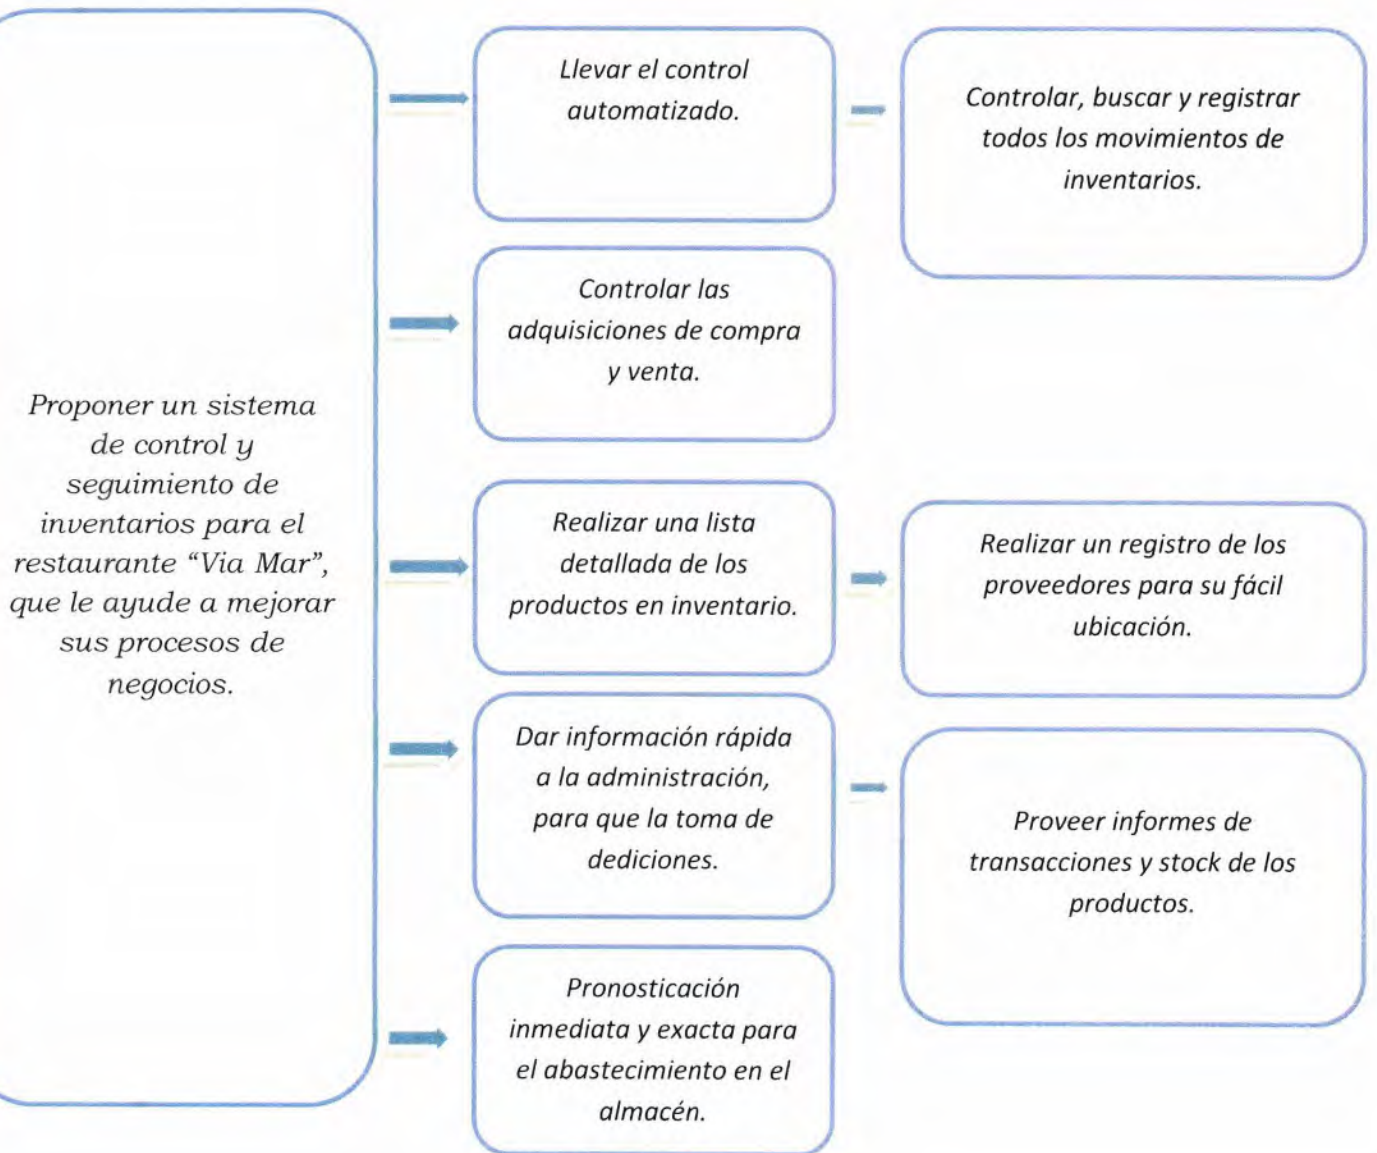 Proponer un sistema
de control y
seguimiento de
inventarios para el
restaurante “Via Mar”,
que le ayude a mejorar
sus procesos de
negocios.
Llevar el control
automatizado.
Controlar, buscar y registrar
todos los movimientos de
inventarios.
Controlar las
adquisiciones de compra
y venta.
Realizar una lista
detallada de los
productos en inventario.
Realizar un registro de los
proveedores para su fácil
ubicación.
Dar información rápida
a la administración,
para que la toma de
dediciones.
Proveer informes de
transacciones y stock de los
productos.
Pronosticación
inmediata y exacta para
el abastecimiento en el
almacén.